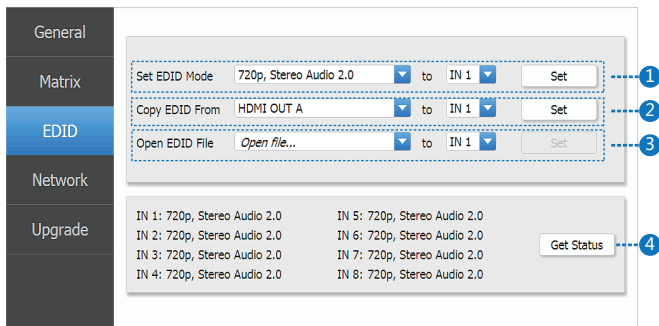 General
Matrix
EDID
Network
Upgrade
Set EDID Mode 720p, Stereo Audio 2.0 to IN 1 Set 1
Copy EDID From HDMI OUT A to IN 1 Set 2
Open EDID File Open file... to IN 1 Set 3
IN 1: 720p, Stereo Audio 2.0 IN 5: 720p, Stereo Audio 2.0
IN 2: 720p, Stereo Audio 2.0 IN 6: 720p, Stereo Audio 2.0
IN 3: 720p, Stereo Audio 2.0 IN 7: 720p, Stereo Audio 2.0
IN 4: 720p, Stereo Audio 2.0 IN 8: 720p, Stereo Audio 2.0
Get Status 4